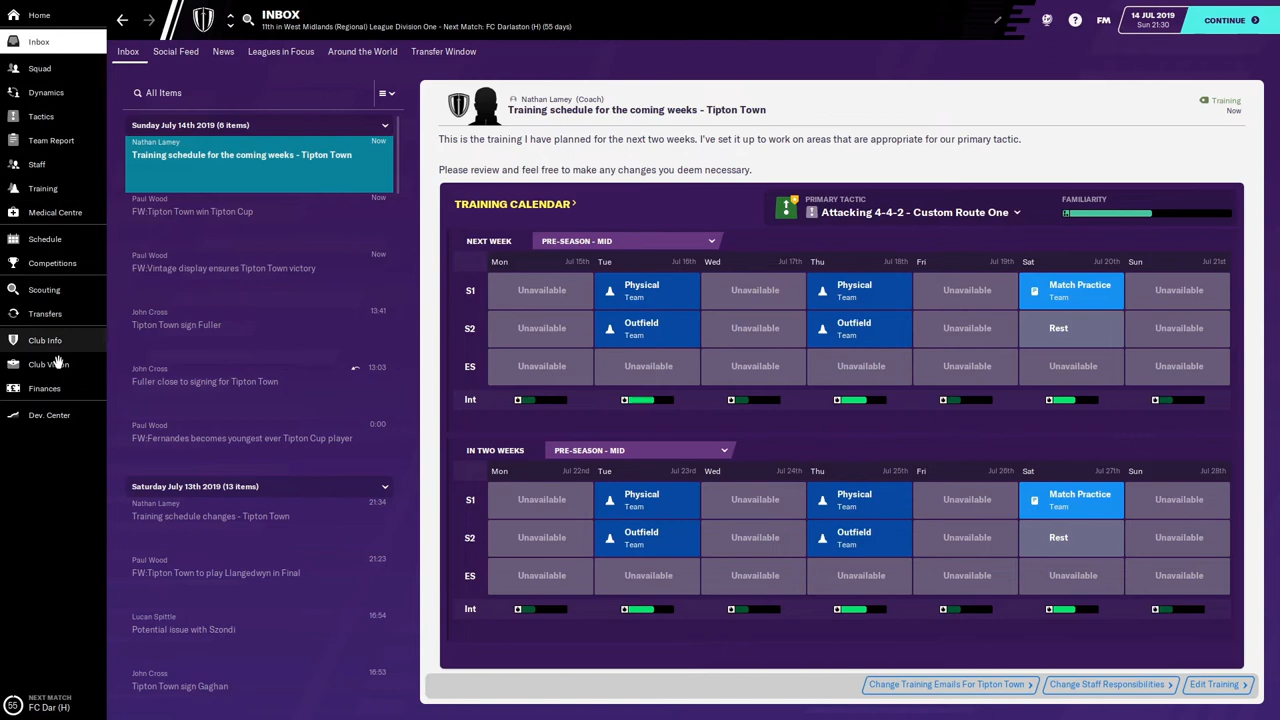 Home
Inbox
Squad
Dynamics
Tactics
Team Report
Staff
Training
Medical Centre
Schedule
Competitions
Scouting
Transfers
Club Info
Club Vision
Finances
Dev. Center
55
NEXT MATCH
FC Dar (H)
INBOX
11th in West Midlands (Regional) League Division One - Next Match: FC Darlaston (H) (55 days)
FM
14 JUL 2019
Sun 21:30
CONTINUE
Inbox Social Feed News Leagues in Focus Around the World Transfer Window
All Items
Sunday July 14th 2019 (6 items)
Nathan Lamey Now
Training schedule for the coming weeks - Tipton Town
Paul Wood Now
FW:Tipton Town win Tipton Cup
Paul Wood Now
FW:Vintage display ensures Tipton Town victory
John Cross 13:41
Tipton Town sign Fuller
John Cross 13:03
Fuller close to signing for Tipton Town
Paul Wood 0:00
FW:Fernandes becomes youngest ever Tipton Cup player
Saturday July 13th 2019 (13 items)
Nathan Lamey 21:34
Training schedule changes - Tipton Town
Paul Wood 21:23
FW:Tipton Town to play Llangedwyn in Final
Lucan Spittle 16:54
Potential issue with Szondi
John Cross 16:53
Tipton Town sign Gaghan
Nathan Lamey (Coach)
Training schedule for the coming weeks - Tipton Town
Training
Now
This is the training I have planned for the next two weeks. I've set it up to work on areas that are appropriate for our primary tactic.
Please review and feel free to make any changes you deem necessary.
TRAINING CALENDAR
PRIMARY TACTIC
Attacking 4-4-2 - Custom Route One
FAMILIARITY
NEXT WEEK PRE-SEASON - MID
Mon Jul 15th Tue Jul 16th Wed Jul 17th Thu Jul 18th Fri Jul 19th Sat Jul 20th Sun Jul 21st
S1 Unavailable Physical Team Unavailable Physical Team Unavailable Match Practice Team Unavailable
S2 Unavailable Outfield Team Unavailable Outfield Team Unavailable Rest Unavailable
ES Unavailable Unavailable Unavailable Unavailable Unavailable Unavailable Unavailable
Int
IN TWO WEEKS PRE-SEASON - MID
Mon Jul 22nd Tue Jul 23rd Wed Jul 24th Thu Jul 25th Fri Jul 26th Sat Jul 27th Sun Jul 28th
S1 Unavailable Physical Team Unavailable Physical Team Unavailable Match Practice Team Unavailable
S2 Unavailable Outfield Team Unavailable Outfield Team Unavailable Rest Unavailable
ES Unavailable Unavailable Unavailable Unavailable Unavailable Unavailable Unavailable
Int
Change Training Emails For Tipton Town Change Staff Responsibilities Edit Training